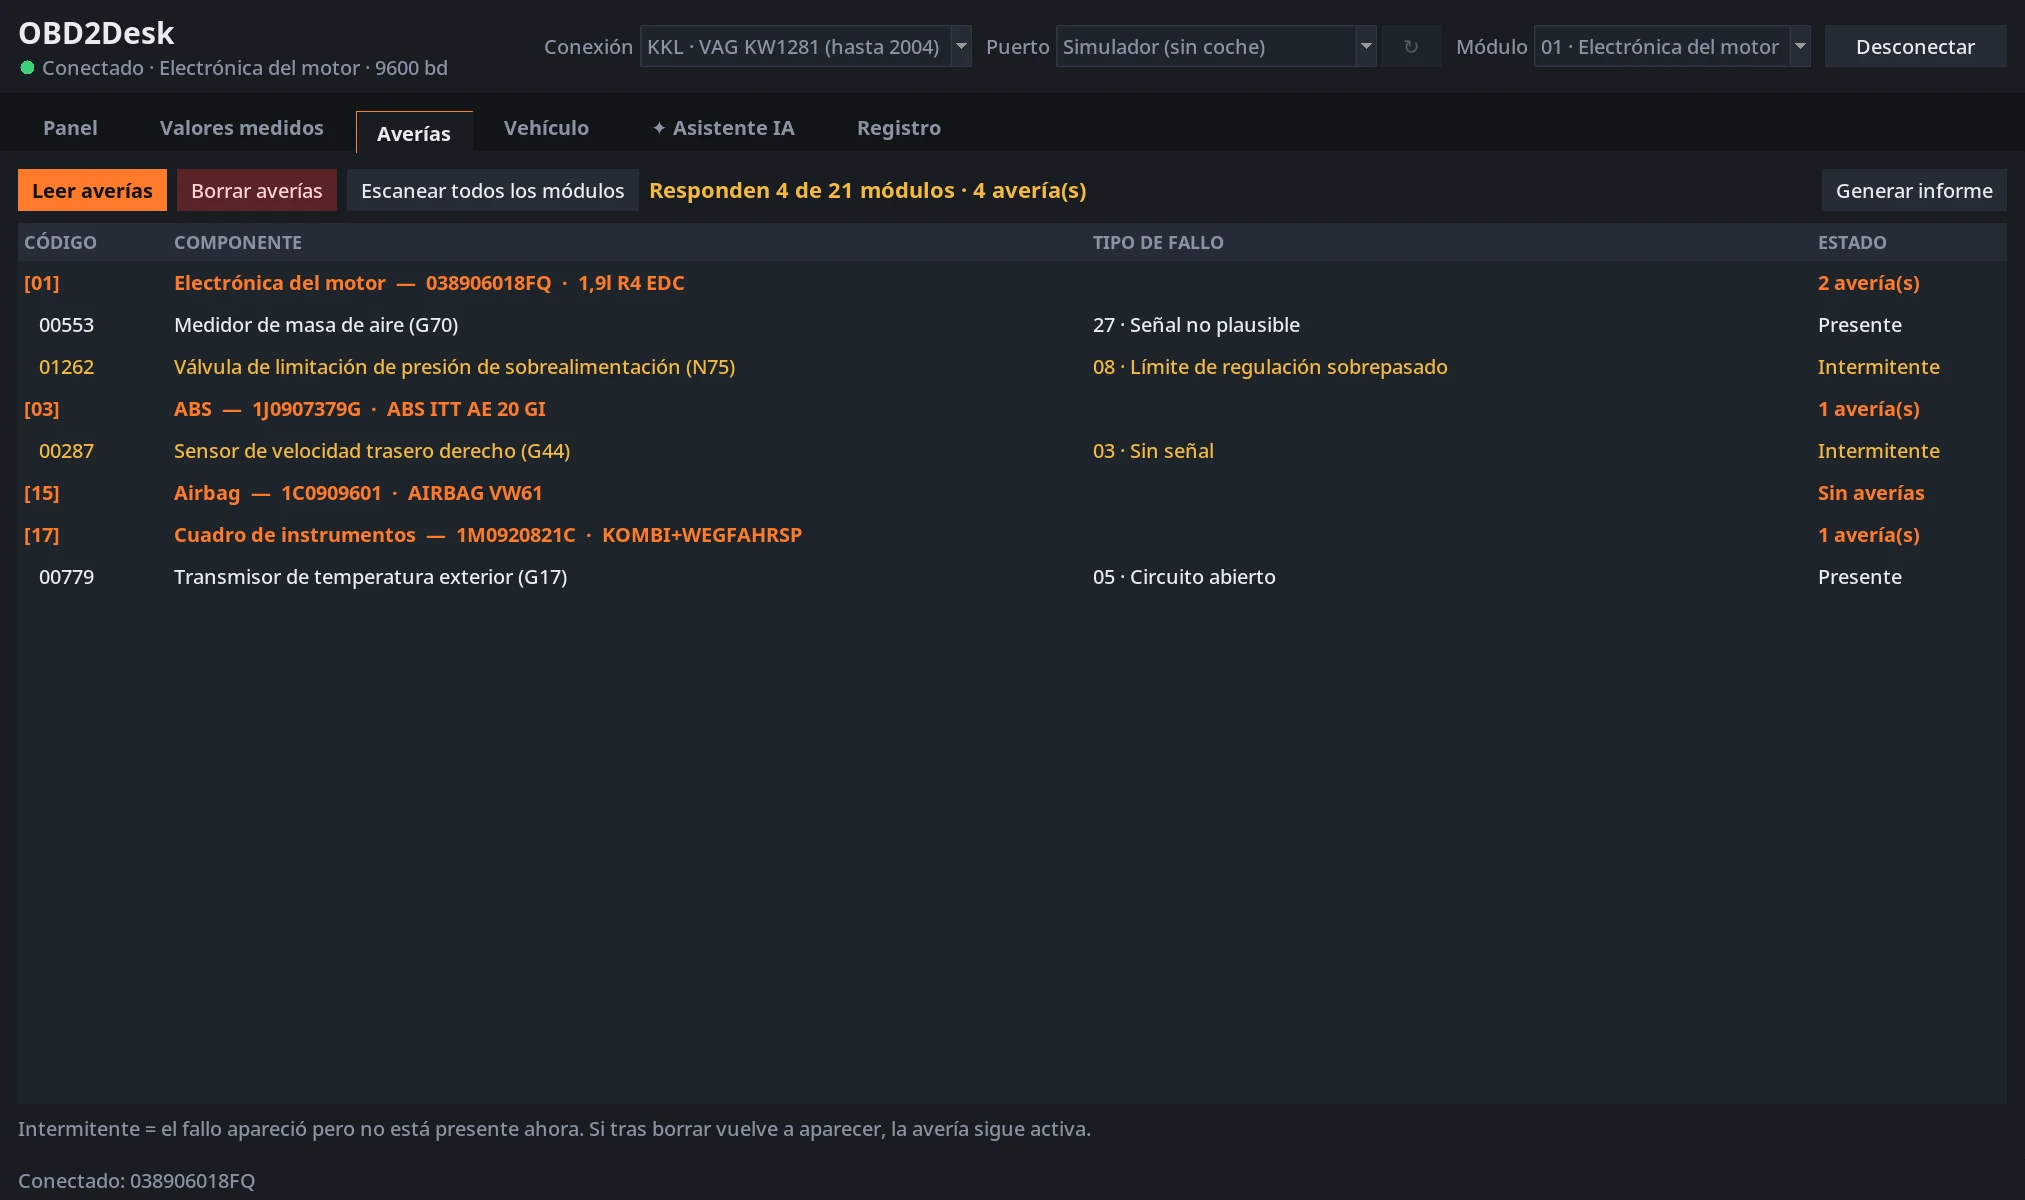 OBD2Desk
Conectado · Electrónica del motor · 9600 bd
Conexión KKL · VAG KW1281 (hasta 2004) Puerto Simulador (sin coche) ↻ Módulo 01 · Electrónica del motor Desconectar
Panel Valores medidos Averías Vehículo ✦ Asistente IA Registro
Leer averías Borrar averías Escanear todos los módulos Responden 4 de 21 módulos · 4 avería(s) Generar informe
CÓDIGO COMPONENTE TIPO DE FALLO ESTADO
[01] Electrónica del motor — 038906018FQ · 1,9l R4 EDC 2 avería(s)
00553 Medidor de masa de aire (G70) 27 · Señal no plausible Presente
01262 Válvula de limitación de presión de sobrealimentación (N75) 08 · Límite de regulación sobrepasado Intermitente
[03] ABS — 1J0907379G · ABS ITT AE 20 GI 1 avería(s)
00287 Sensor de velocidad trasero derecho (G44) 03 · Sin señal Intermitente
[15] Airbag — 1C0909601 · AIRBAG VW61 Sin averías
[17] Cuadro de instrumentos — 1M0920821C · KOMBI+WEGFAHRSP 1 avería(s)
00779 Transmisor de temperatura exterior (G17) 05 · Circuito abierto Presente
Intermitente = el fallo apareció pero no está presente ahora. Si tras borrar vuelve a aparecer, la avería sigue activa.
Conectado: 038906018FQ